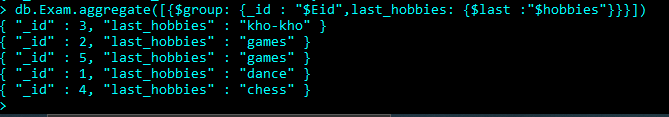 > db.Exam.aggregate([{$group: {_id : "$Eid",last_hobbies: {$last :"$hobbies"}}}])
{ "_id" : 3, "last_hobbies" : "kho-kho" }
{ "_id" : 2, "last_hobbies" : "games" }
{ "_id" : 5, "last_hobbies" : "games" }
{ "_id" : 1, "last_hobbies" : "dance" }
{ "_id" : 4, "last_hobbies" : "chess" }
>